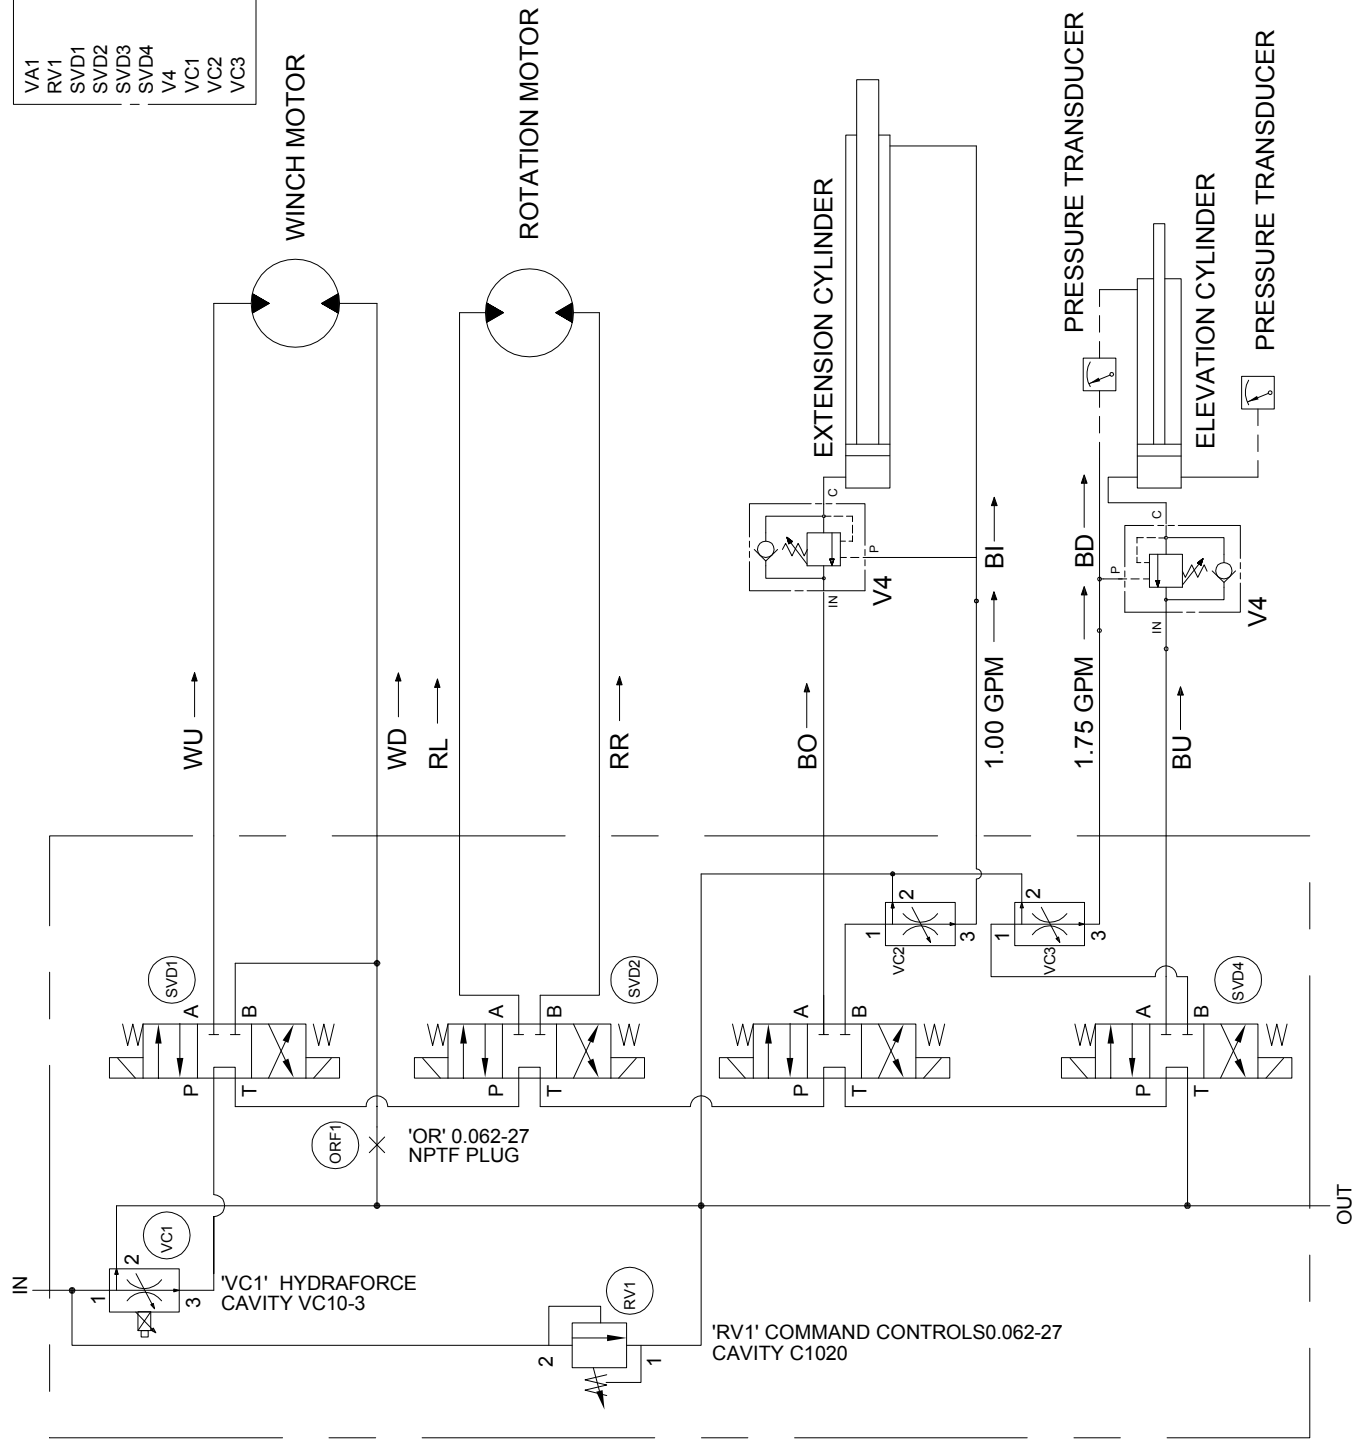 VA1
RV1
SVD1
SVD2
SVD3
SVD4
V4
VC1
VC2
VC3
WINCH MOTOR
ROTATION MOTOR
EXTENSION CYLINDER
PRESSURE TRANSDUCER
ELEVATION CYLINDER
PRESSURE TRANSDUCER
C
P
IN
V4
C
P
IN
V4
WU
WD
RL
RR
BO
BI
1.00 GPM
BD
1.75 GPM
BU
SVD1
A
B
P
T
SVD2
A
B
P
T
A
B
P
T
SVD4
A
B
P
T
1
2
3
VC2
1
2
3
VC3
ORF1
'OR' 0.062-27
NPTF PLUG
IN
1
2
3
VC1
'VC1' HYDRAFORCE
CAVITY VC10-3
2
1
RV1
'RV1' COMMAND CONTROLS0.062-27
CAVITY C1020
OUT